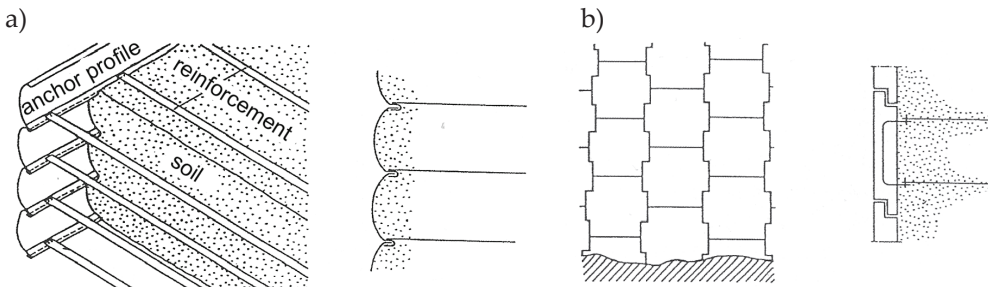 a)
b)
anchor profile
reinforcement
soil